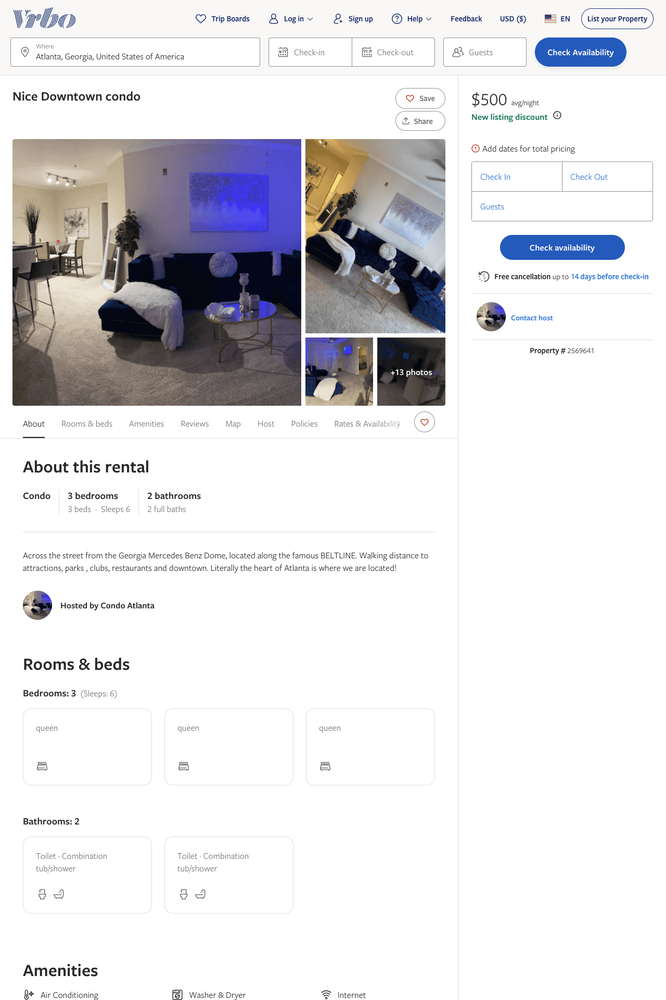 Vrbo
Trip Boards
Log in
Sign up
Help
Feedback
USD ($)
EN
List your Property
Where
Atlanta, Georgia, United States of America
Check-in
Check-out
Guests
Check Availability
Nice Downtown condo
Save
Share
$500 avg/night
New listing discount
Add dates for total pricing
Check In
Check Out
Guests
Check availability
Free cancellation up to 14 days before check-in
Contact host
Property # 2569641
+13 photos
About
Rooms & beds
Amenities
Reviews
Map
Host
Policies
Rates & Availability
About this rental
Condo
3 bedrooms
3 beds · Sleeps 6
2 bathrooms
2 full baths
Across the street from the Georgia Mercedes Benz Dome, located along the famous BELTLINE. Walking distance to
attractions, parks , clubs, restaurants and downtown. Literally the heart of Atlanta is where we are located!
Hosted by Condo Atlanta
Rooms & beds
Bedrooms: 3 (Sleeps: 6)
queen
queen
queen
Bathrooms: 2
Toilet · Combination
tub/shower
Toilet · Combination
tub/shower
Amenities
Air Conditioning
Washer & Dryer
Internet